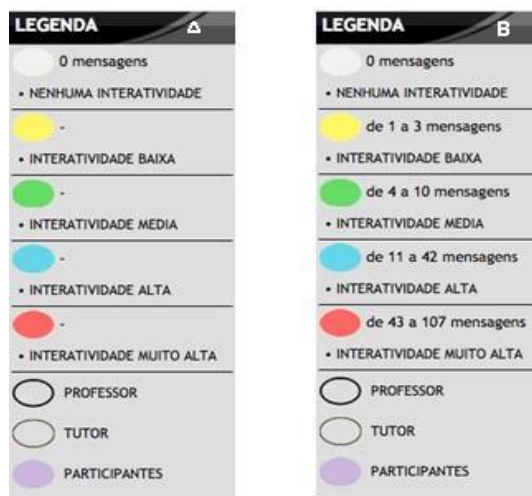 LEGENDA A
0 mensagens
• NENHUMA INTERATIVIDADE
-
• INTERATIVIDADE BAIXA
-
• INTERATIVIDADE MEDIA
-
• INTERATIVIDADE ALTA
-
• INTERATIVIDADE MUITO ALTA
PROFESSOR
TUTOR
PARTICIPANTES
LEGENDA B
0 mensagens
• NENHUMA INTERATIVIDADE
de 1 a 3 mensagens
• INTERATIVIDADE BAIXA
de 4 a 10 mensagens
• INTERATIVIDADE MEDIA
de 11 a 42 mensagens
• INTERATIVIDADE ALTA
de 43 a 107 mensagens
• INTERATIVIDADE MUITO ALTA
PROFESSOR
TUTOR
PARTICIPANTES